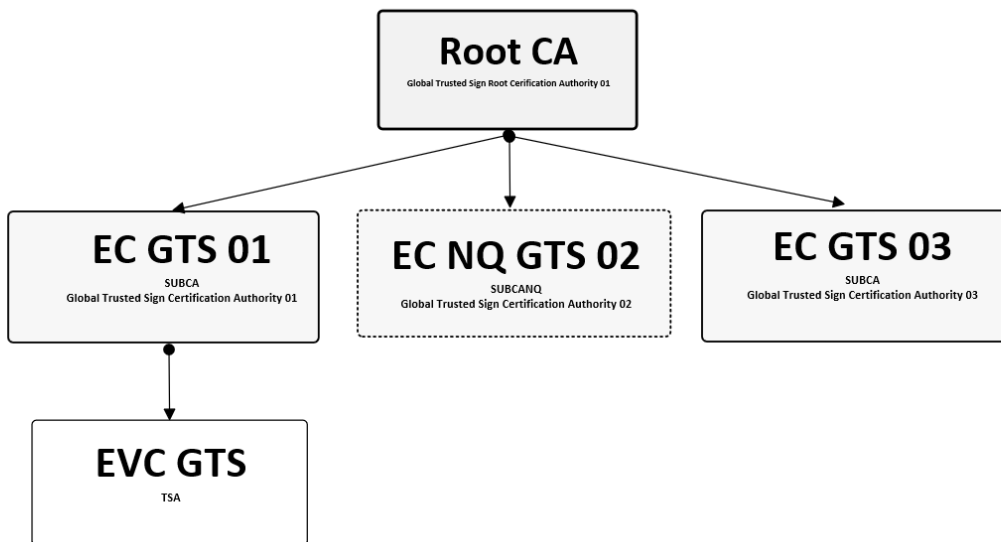 Root CA
Global Trusted Sign Root Cerification Authority 01
EC GTS 01
SUBCA
Global Trusted Sign Certification Authority 01
EC NQ GTS 02
SUBCANQ
Global Trusted Sign Certification Authority 02
EC GTS 03
SUBCA
Global Trusted Sign Certification Authority 03
EVC GTS
TSA